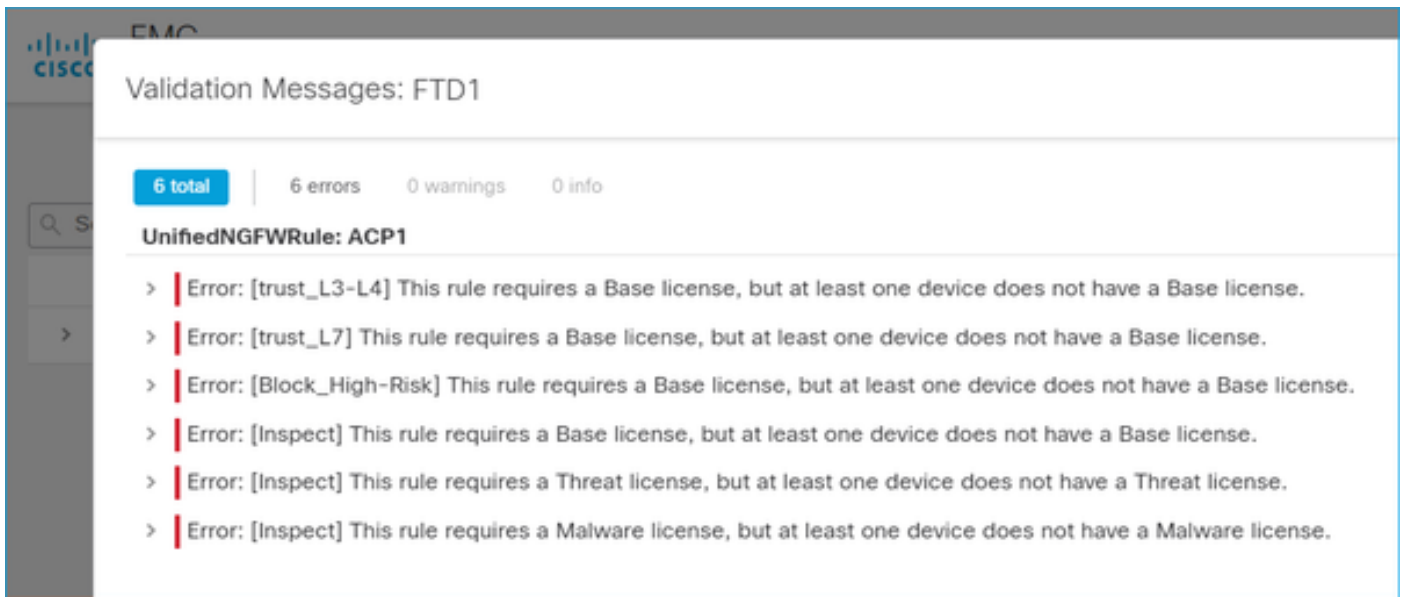 CISCO
FMC
Validation Messages: FTD1
6 total 6 errors 0 warnings 0 info
UnifiedNGFWRule: ACP1
> Error: [trust_L3-L4] This rule requires a Base license, but at least one device does not have a Base license.
> Error: [trust_L7] This rule requires a Base license, but at least one device does not have a Base license.
> Error: [Block_High-Risk] This rule requires a Base license, but at least one device does not have a Base license.
> Error: [Inspect] This rule requires a Base license, but at least one device does not have a Base license.
> Error: [Inspect] This rule requires a Threat license, but at least one device does not have a Threat license.
> Error: [Inspect] This rule requires a Malware license, but at least one device does not have a Malware license.